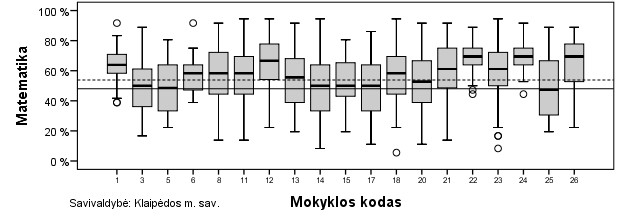 100 %
80 %
60 %
40 %
20 %
0 %
Matematika
1 3 5 6 8 11 12 13 14 15 17 18 20 21 22 23 24 25 26
Savivaldybė: Klaipėdos m. sav.
Mokyklos kodas